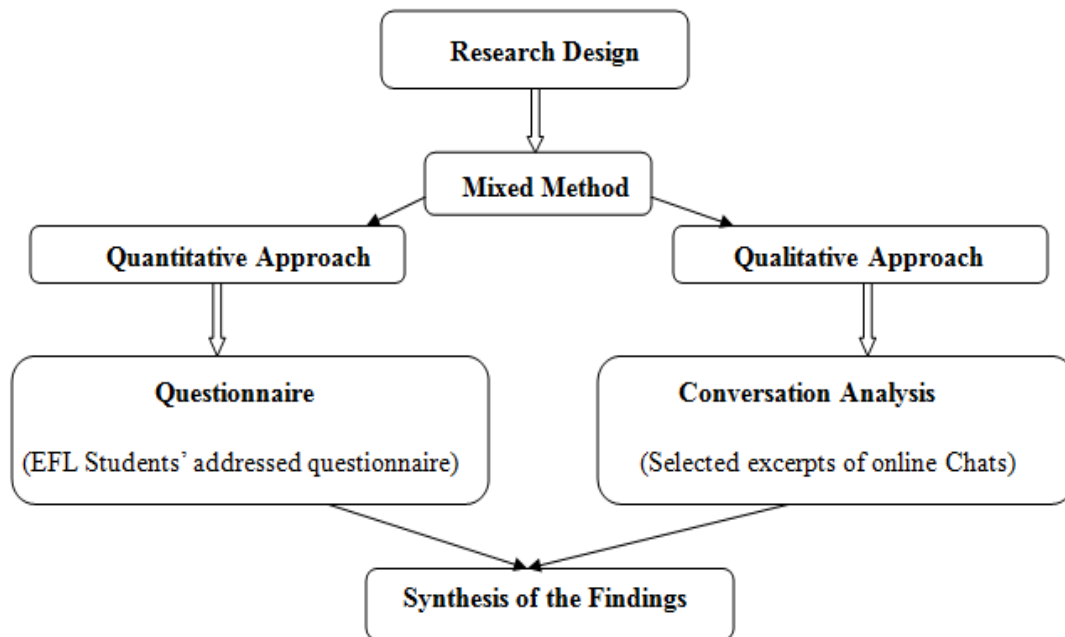 Research Design
Mixed Method
Quantitative Approach
Qualitative Approach
Questionnaire
(EFL Students’ addressed questionnaire)
Conversation Analysis
(Selected excerpts of online Chats)
Synthesis of the Findings